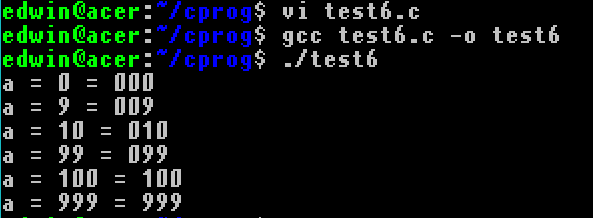 edwin@acer:~/cprog$ vi test6.c
edwin@acer:~/cprog$ gcc test6.c -o test6
edwin@acer:~/cprog$ ./test6
a = 0 = 000
a = 9 = 009
a = 10 = 010
a = 99 = 099
a = 100 = 100
a = 999 = 999